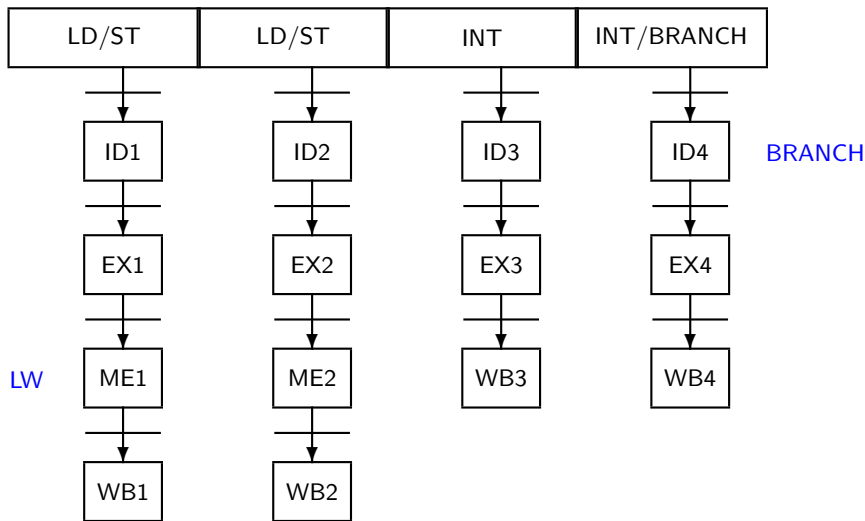 LD/ST LD/ST INT INT/BRANCH
ID1 ID2 ID3 ID4 BRANCH
EX1 EX2 EX3 EX4
LW ME1 ME2 WB3 WB4
WB1 WB2